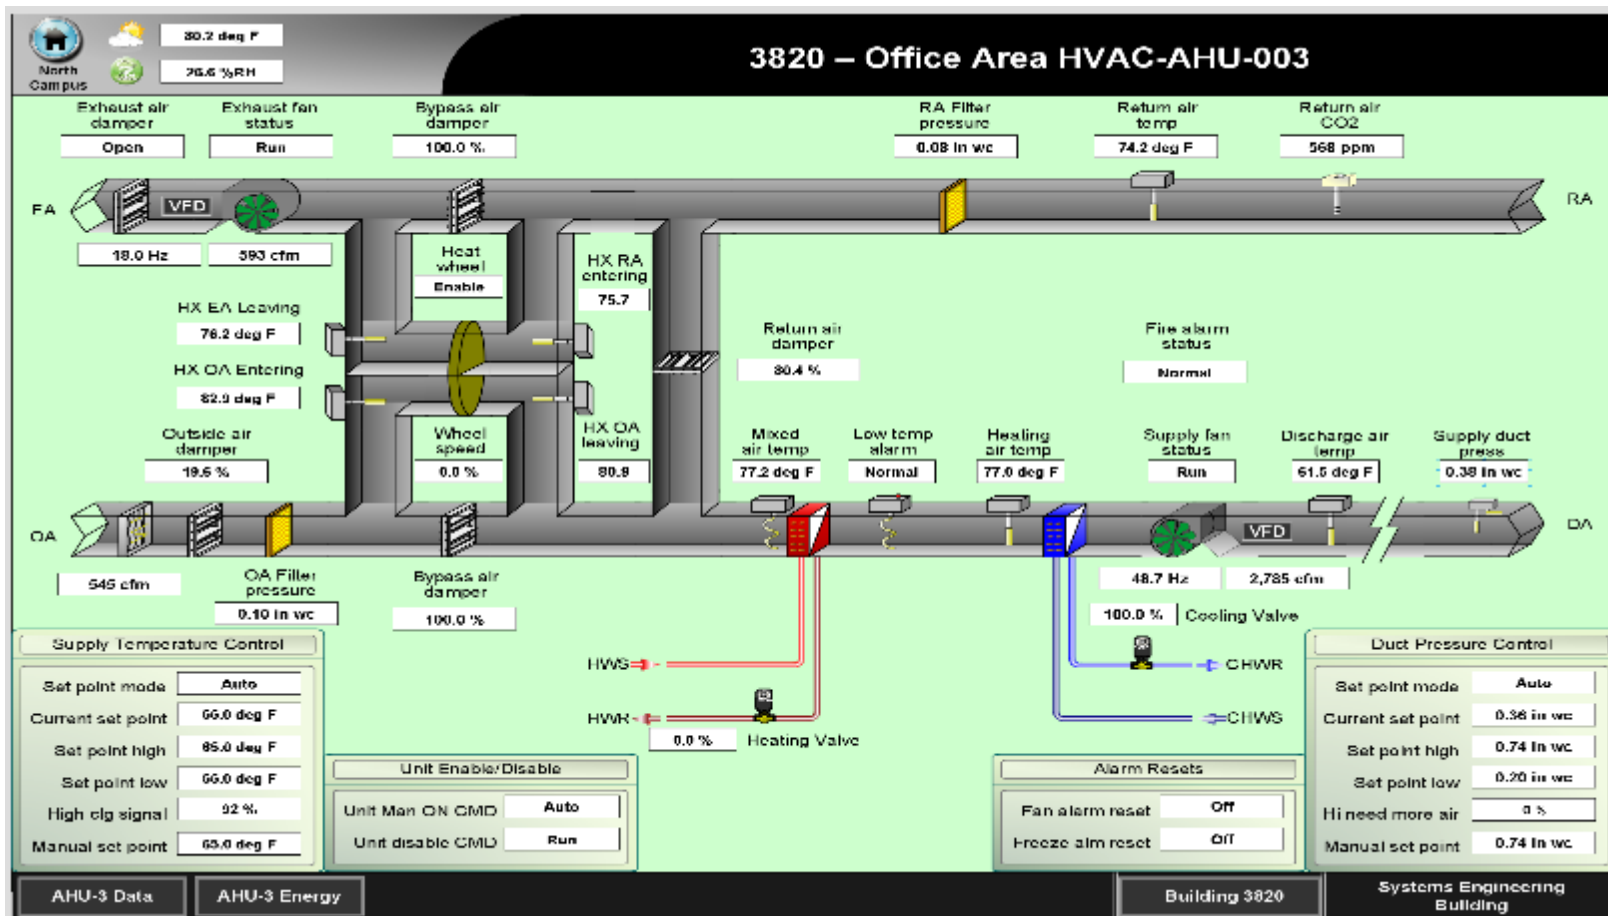 80.2 deg F
3820 – Office Area HVAC-AHU-003
North
Campus
26.6 %RH
Exhaust air
damper
Open
Exhaust fan
status
Run
Bypass air
damper
100.0 %
RA Filter
pressure
0.08 in wc
Return air
temp
74.2 deg F
Return air
CO2
568 ppm
EA
VFD
RA
18.0 Hz
593 cfm
Heat
wheel
Enable
HX RA
entering
75.7
HX EA Leaving
76.2 deg F
HX OA Entering
82.9 deg F
Return air
damper
80.4 %
Fire alarm
status
Normal
Outside air
damper
19.6 %
Wheel
speed
0.0 %
HX OA
leaving
80.9
Mixed
air temp
77.2 deg F
Low temp
alarm
Normal
Heating
air temp
77.0 deg F
Supply fan
status
Run
Discharge air
temp
61.5 deg F
Supply duct
press
0.38 in wc
OA
VFD
DA
545 cfm
OA Filter
pressure
0.10 in wc
Bypass air
damper
100.0 %
48.7 Hz
2,785 cfm
100.0 %
Cooling Valve
HWS
CHWR
HWR
CHWS
0.0 %
Heating Valve
Supply Temperature Control
Set point mode
Auto
Current set point
66.0 deg F
Set point high
65.0 deg F
Set point low
Set point low value: 66.0 deg F
High clg signal
92 %
Manual set point
65.0 deg F
Unit Enable/Disable
Unit Man ON CMD
Auto
Unit disable CMD
Run
Alarm Resets
Fan alarm reset
Off
Freeze alm reset
Off
Duct Pressure Control
Set point mode
Auto
Current set point
0.36 in wc
Set point high
0.74 in wc
Set point low
0.20 in wc
Hi need more air
0 %
Manual set point
0.74 in wc
AHU-3 Data
AHU-3 Energy
Building 3820
Systems Engineering
Building